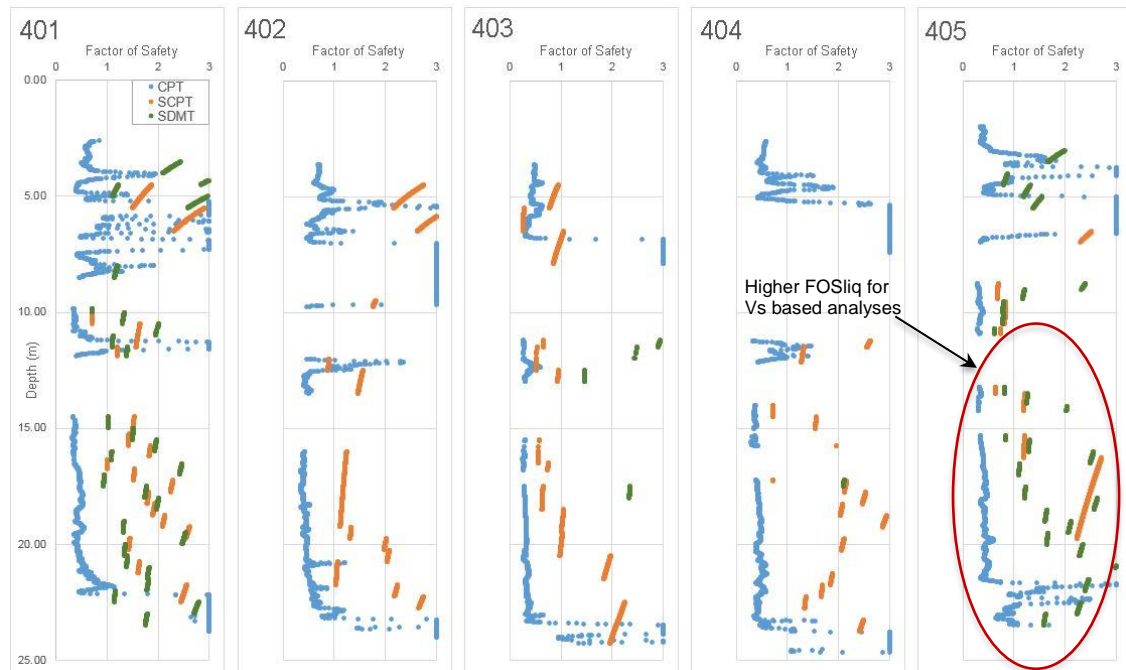 401
402
403
404
405
Factor of Safety
Factor of Safety
Factor of Safety
Factor of Safety
Factor of Safety
0 1 2 3
0 1 2 3
0 1 2 3
0 1 2 3
0 1 2 3
0.00
CPT
SCPT
SDMT
5.00
10.00
Higher FOSliq for
Vs based analyses
Depth (m)
15.00
20.00
25.00